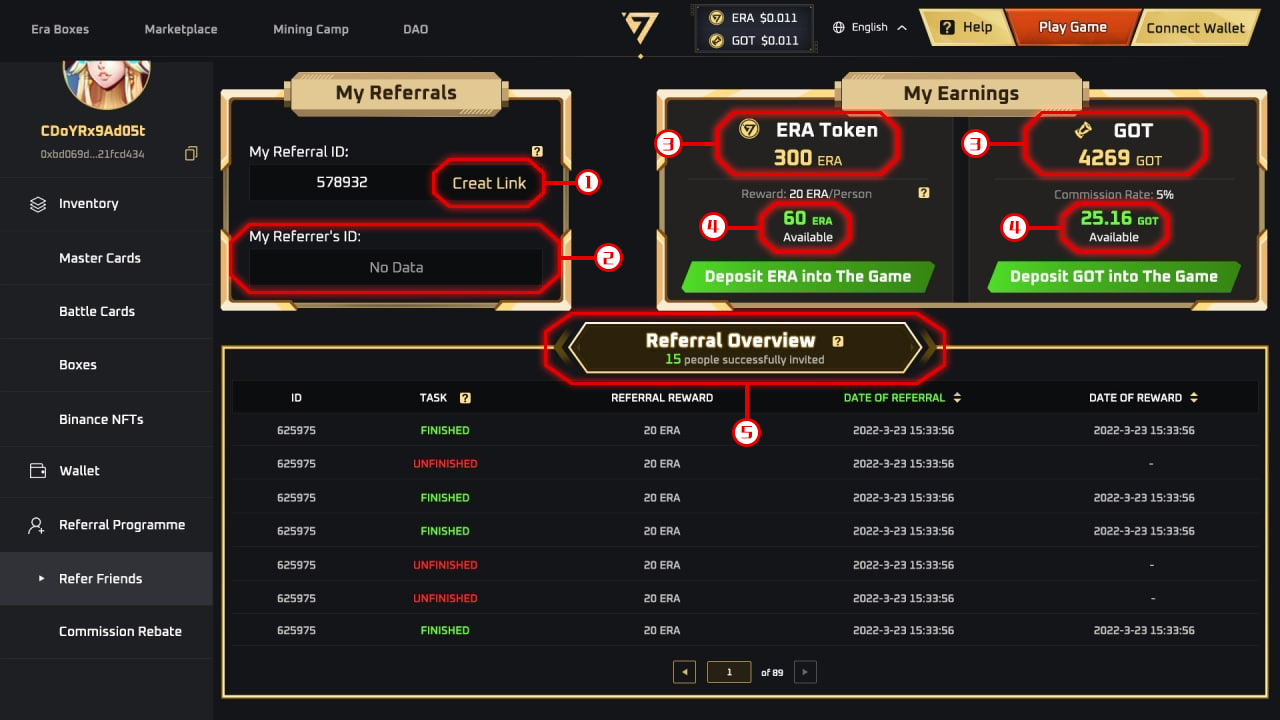 Era Boxes
Marketplace
Mining Camp
DAO
ERA $0.011
GOT $0.011
English
? Help
Play Game
Connect Wallet
CDoYRx9Ad05t
0xbd069d...21fcd434
Inventory
Master Cards
Battle Cards
Boxes
Binance NFTs
Wallet
Referral Programme
Refer Friends
Commission Rebate
My Referrals
My Referral ID: ?
578932
Creat Link
1
My Referrer's ID:
No Data
2
My Earnings
3
ERA Token
300 ERA
Reward: 20 ERA/Person ?
4
60 ERA
Available
Deposit ERA into The Game
3
GOT
4269 GOT
Commission Rate: 5%
4
25.16 GOT
Available
Deposit GOT into The Game
Referral Overview ?
15 people successfully invited
5
ID TASK ? REFERRAL REWARD DATE OF REFERRAL DATE OF REWARD
625975 FINISHED 20 ERA 2022-3-23 15:33:56 2022-3-23 15:33:56
625975 UNFINISHED 20 ERA 2022-3-23 15:33:56 -
625975 FINISHED 20 ERA 2022-3-23 15:33:56 2022-3-23 15:33:56
625975 FINISHED 20 ERA 2022-3-23 15:33:56 2022-3-23 15:33:56
625975 UNFINISHED 20 ERA 2022-3-23 15:33:56 -
625975 UNFINISHED 20 ERA 2022-3-23 15:33:56 -
625975 FINISHED 20 ERA 2022-3-23 15:33:56 2022-3-23 15:33:56
1 of 89